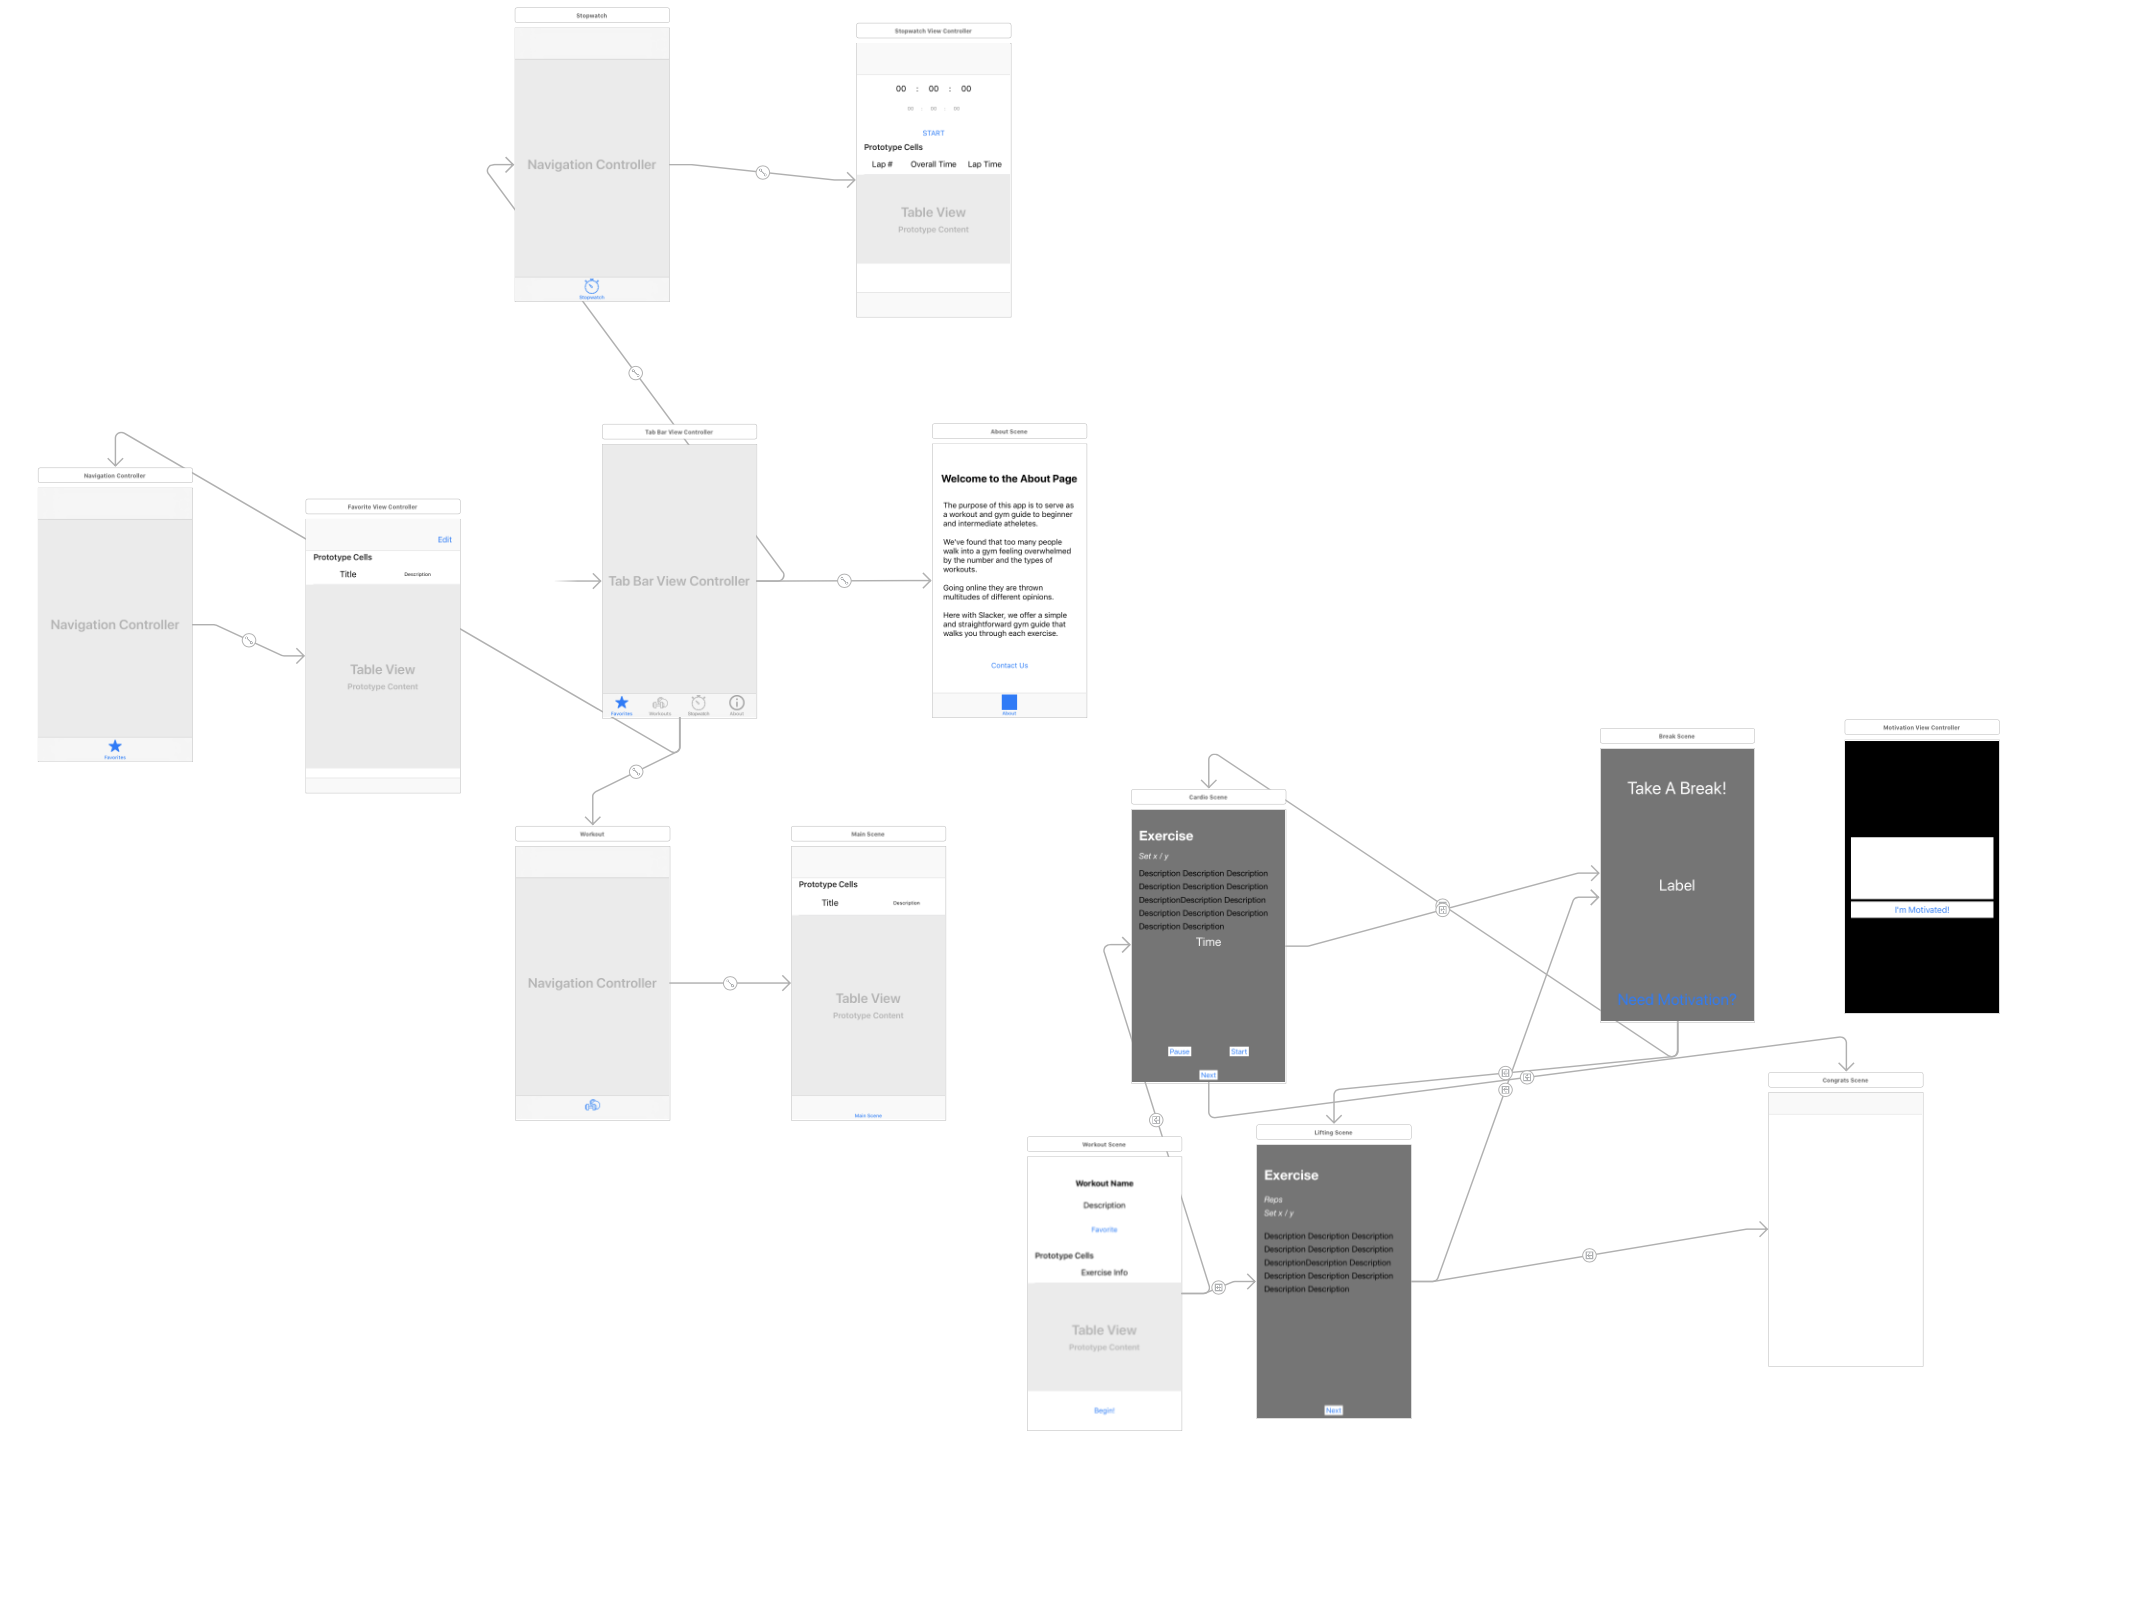 Stopwatch
Navigation Controller
Stopwatch
Stopwatch View Controller
00 : 00 : 00
00 : 00 : 00
START
Prototype Cells
Lap # Overall Time Lap Time
Table View
Prototype Content
Navigation Controller
Navigation Controller
Favorites
Favorite View Controller
Edit
Prototype Cells
Title Description
Table View
Prototype Content
Tab Bar View Controller
Tab Bar View Controller
Favorites Workouts Stopwatch About
About Scene
Welcome to the About Page
The purpose of this app is to serve as
a workout and gym guide to beginner
and intermediate atheletes.
We've found that too many people
walk into a gym feeling overwhelmed
by the number and the types of
workouts.
Going online they are thrown
multitudes of different opinions.
Here with Slacker, we offer a simple
and straightforward gym guide that
walks you through each exercise.
Contact Us
About
Workout
Navigation Controller
Main Scene
Prototype Cells
Title Description
Table View
Prototype Content
Main Scene
Cardio Scene
Exercise
Set x / y
Description Description Description
Description Description Description
DescriptionDescription Description
Description Description Description
Description Description
Time
Pause Start
Next
Break Scene
Take A Break!
Label
Need Motivation?
Motivation View Controller
I'm Motivated!
Workout Scene
Workout Name
Description
Favorite
Prototype Cells
Exercise Info
Table View
Prototype Content
Begin!
Lifting Scene
Exercise
Reps
Set x / y
Description Description Description
Description Description Description
DescriptionDescription Description
Description Description Description
Description Description
Next
Congrats Scene